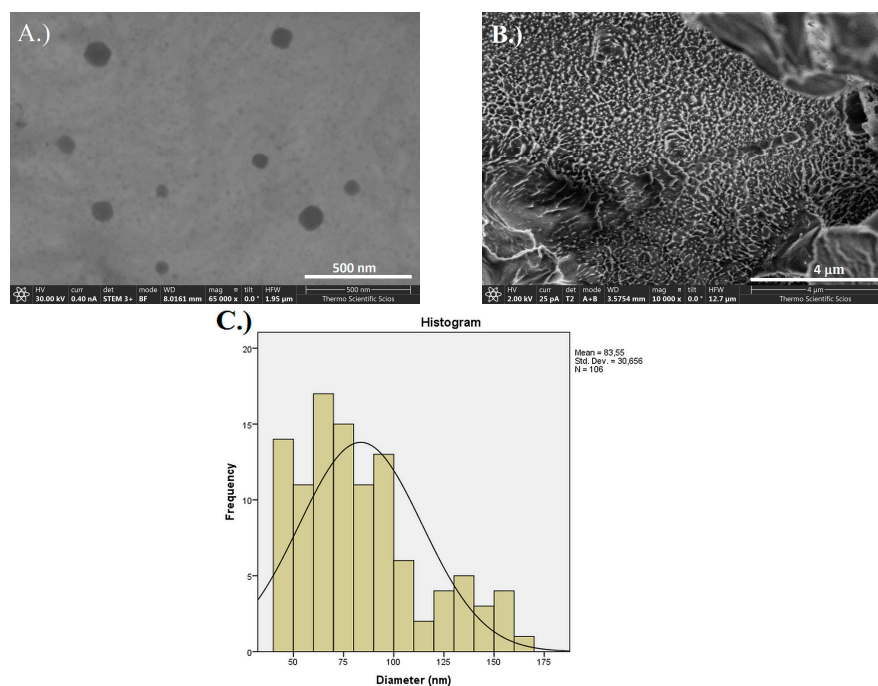 A.)
500 nm
HV curr det mode WD mag tilt HFW
500 nm
30.00 kV 0.40 nA STEM 3+ BF 8.0161 mm 65 000 x 0.0 ° 1.95 µm
Thermo Scientific Scios
B.)
4 µm
HV curr det mode WD mag tilt HFW
4 µm
2.00 kV 25 pA T2 A+B 3.5754 mm 10 000 x 0.0 ° 12.7 µm
Thermo Scientific Scios
C.)
Histogram
Mean = 83,55
Std. Dev. = 30,656
N = 106
20
15
10
5
0
Frequency
50 75 100 125 150 175
Diameter (nm)